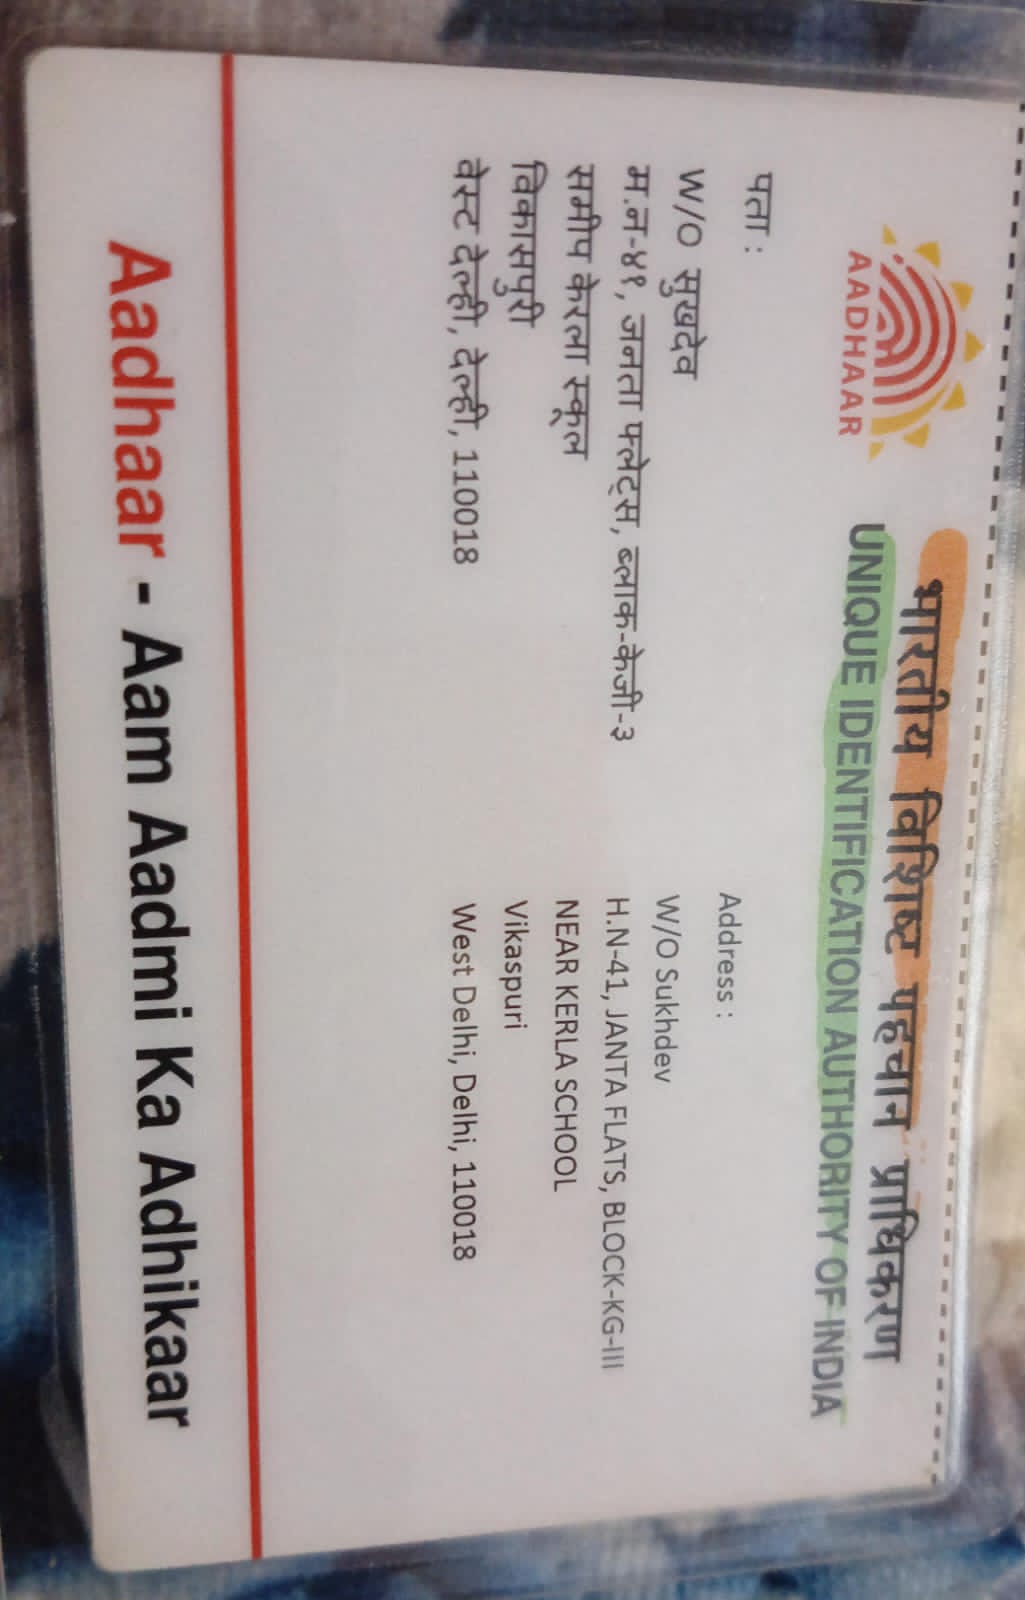 भारतीय विशिष्ट पहचान प्राधिकरण
UNIQUE IDENTIFICATION AUTHORITY OF INDIA
AADHAAR
पता :
W/O सुखदेव
म.न-४१, जनता फ्लेट्स, ब्लाक-केजी-३
समीप केरला स्कूल
विकासपुरी
वेस्ट देल्ही, देल्ही, 110018
Address :
W/O Sukhdev
H.N-41, JANTA FLATS, BLOCK-KG-III
NEAR KERLA SCHOOL
Vikaspuri
West Delhi, Delhi, 110018
Aadhaar - Aam Aadmi Ka Adhikaar